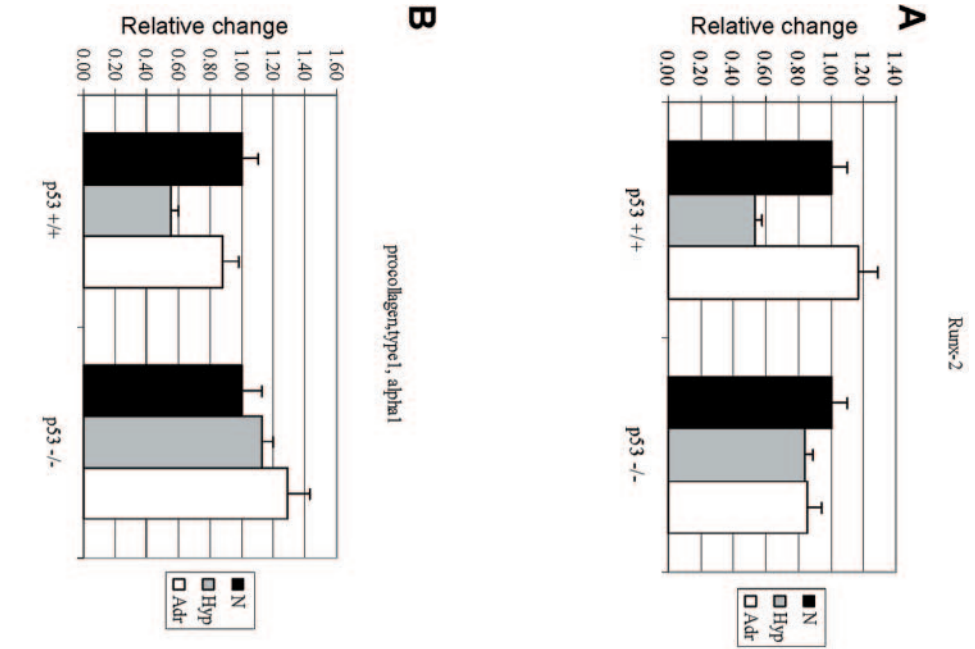 A
Runx-2
Relative change
1.40
1.20
1.00
0.80
0.60
0.40
0.20
0.00
p53 +/+
p53 -/-
N
Hyp
Adr
B
procollagen,type1, alpha1
Relative change
1.60
1.40
1.20
1.00
0.80
0.60
0.40
0.20
0.00
p53 +/+
p53 -/-
N
Hyp
Adr